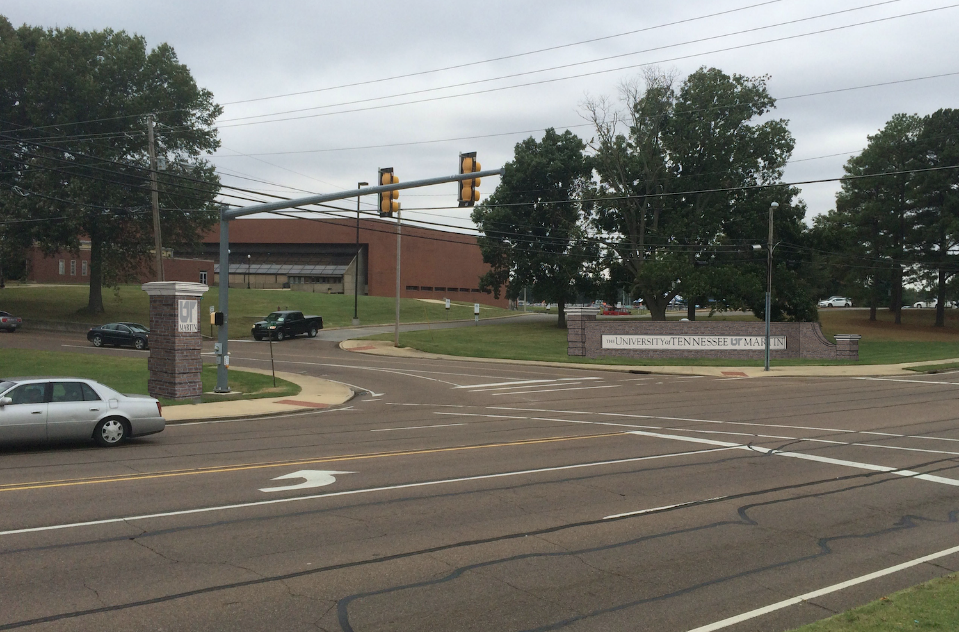 UT
MARTIN
THE UNIVERSITY of TENNESSEE UT MARTIN